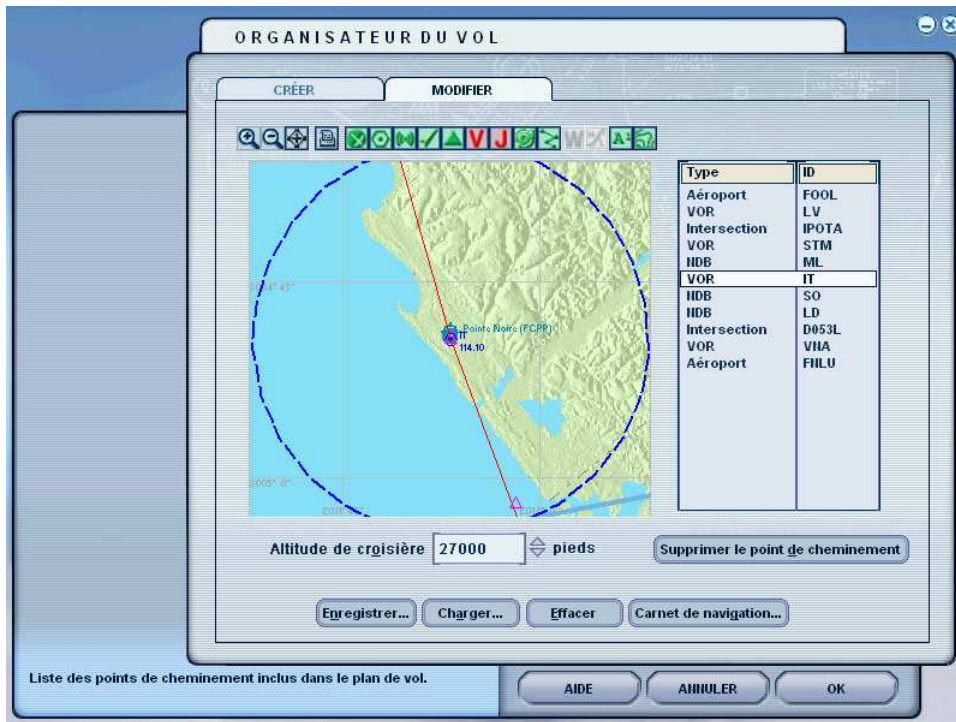 ORGANISATEUR DU VOL
CRÉER
MODIFIER
V J W A
Type ID
Aéroport FOOL
VOR LV
Intersection IPOTA
VOR STM
NDB ML
VOR IT
NDB SO
NDB LD
Intersection D053L
VOR VNA
Aéroport FNLU
Pointe Noire (FCPP)
IT
114.10
Altitude de croisière 27000 pieds
Supprimer le point de cheminement
Enregistrer... Charger... Effacer Carnet de navigation...
Liste des points de cheminement inclus dans le plan de vol.
AIDE ANNULER OK